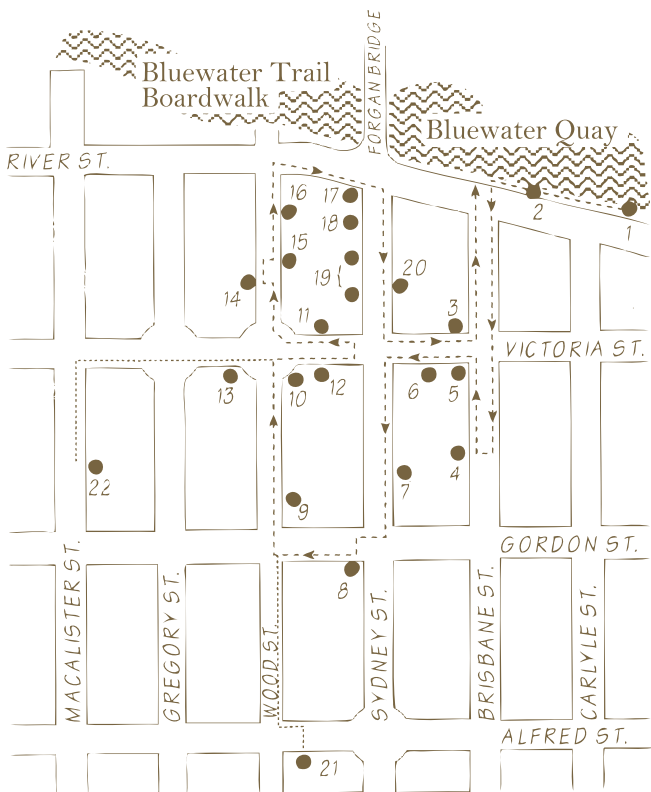 FORGAN BRIDGE
Bluewater Trail
Boardwalk
Bluewater Quay
RIVER ST.
16
17
18
15
19
14
11
20
3
2
1
VICTORIA ST.
13
10
12
6
5
22
9
7
4
GORDON ST.
8
MACALISTER ST.
GREGORY ST.
WOOD ST.
SYDNEY ST.
BRISBANE ST.
CARLYLE ST.
ALFRED ST.
21